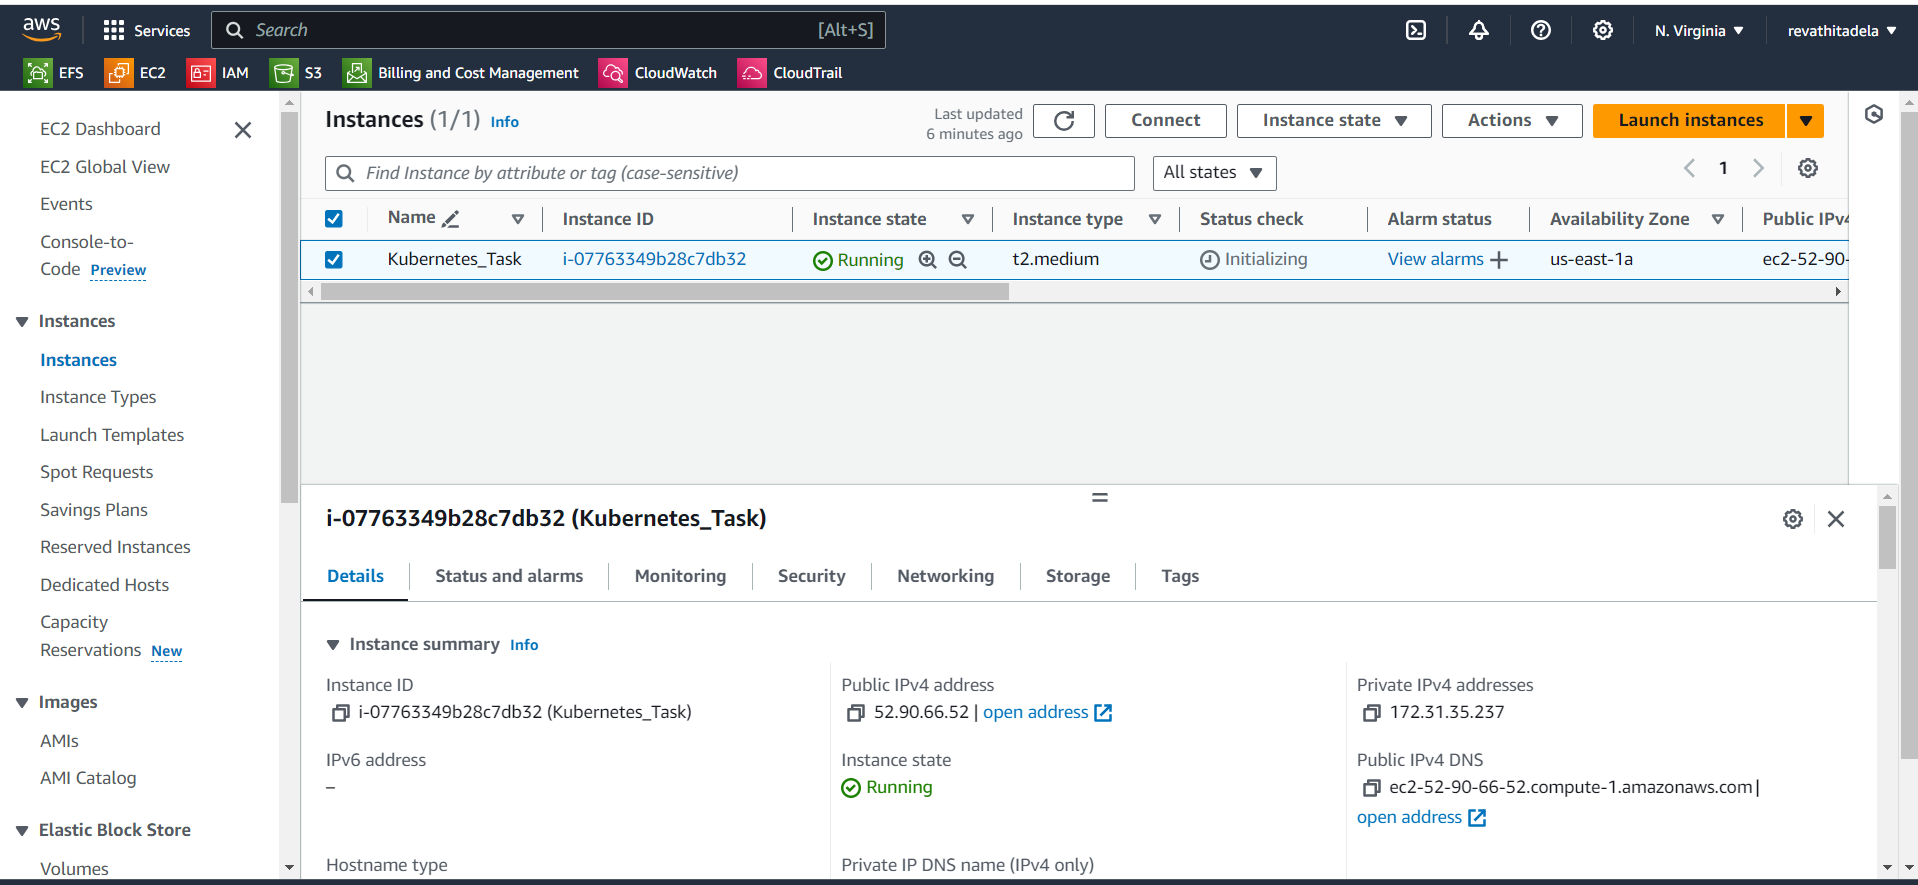 aws
Services
Search [Alt+S]
N. Virginia
revathitadela
EFS
EC2
IAM
S3
Billing and Cost Management
CloudWatch
CloudTrail
EC2 Dashboard
EC2 Global View
Events
Console-to-
Code Preview
Instances
Instances
Instance Types
Launch Templates
Spot Requests
Savings Plans
Reserved Instances
Dedicated Hosts
Capacity
Reservations New
Images
AMIs
AMI Catalog
Elastic Block Store
Volumes
Instances (1/1) Info
Last updated
6 minutes ago
Connect
Instance state
Actions
Launch instances
Find Instance by attribute or tag (case-sensitive)
All states
1
Name Instance ID Instance state Instance type Status check Alarm status Availability Zone Public IPv4
Kubernetes_Task i-07763349b28c7db32 Running t2.medium Initializing View alarms + us-east-1a ec2-52-90-
i-07763349b28c7db32 (Kubernetes_Task)
Details
Status and alarms
Monitoring
Security
Networking
Storage
Tags
Instance summary Info
Instance ID
i-07763349b28c7db32 (Kubernetes_Task)
Public IPv4 address
52.90.66.52 | open address
Private IPv4 addresses
172.31.35.237
IPv6 address
–
Instance state
Running
Public IPv4 DNS
ec2-52-90-66-52.compute-1.amazonaws.com |
open address
Hostname type
Private IP DNS name (IPv4 only)